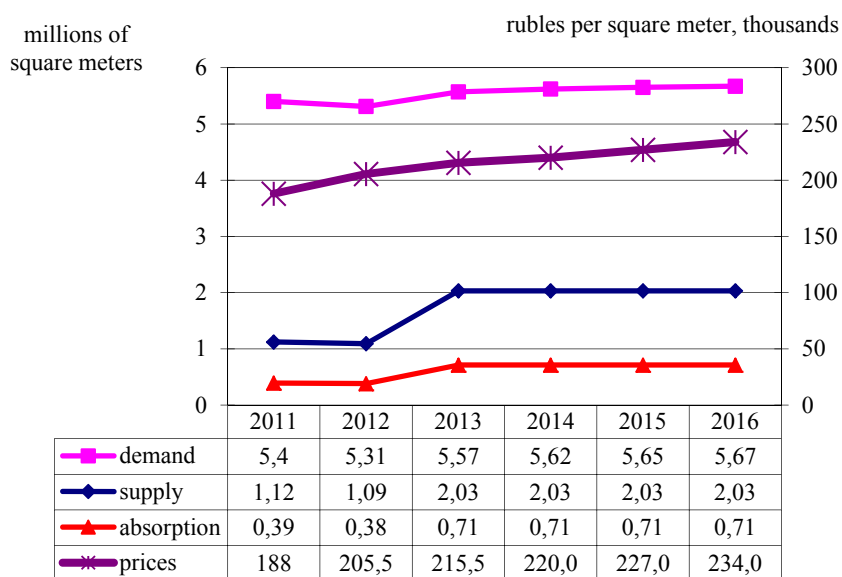 millions of
square meters
rubles per square meter, thousands
6 300
5 250
4 200
3 150
2 100
1 50
0 0
2011 2012 2013 2014 2015 2016
demand 5,4 5,31 5,57 5,62 5,65 5,67
supply 1,12 1,09 2,03 2,03 2,03 2,03
absorption 0,39 0,38 0,71 0,71 0,71 0,71
prices 188 205,5 215,5 220,0 227,0 234,0